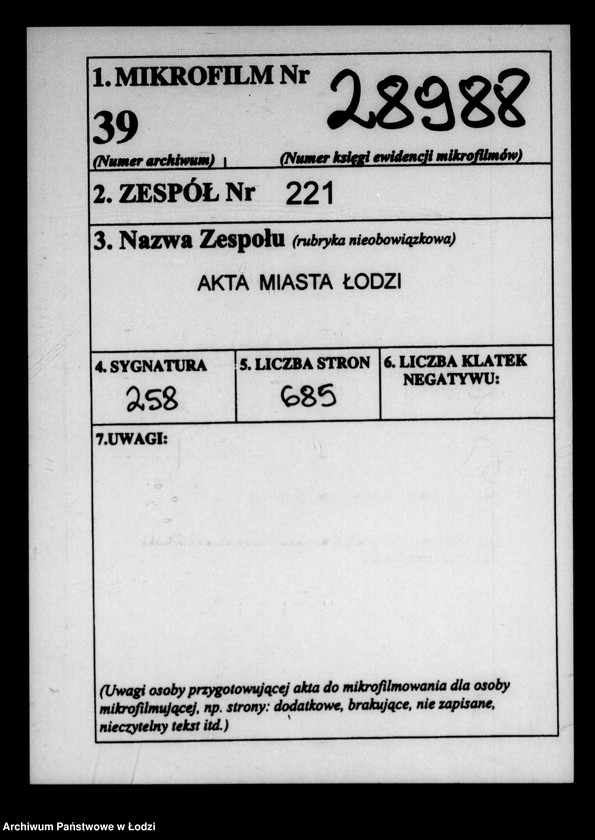 1. MIKROFILM Nr 28988
39
(Numer archiwum) (Numer księgi ewidencji mikrofilmów)
2. ZESPÓŁ Nr 221
3. Nazwa Zespołu (rubryka nieobowiązkowa)
AKTA MIASTA ŁODZI
4. SYGNATURA 5. LICZBA STRON 6. LICZBA KLATEK
NEGATYWU:
258 685
7.UWAGI:
(Uwagi osoby przygotowującej akta do mikrofilmowania dla osoby
mikrofilmującej, np. strony: dodatkowe, brakujące, nie zapisane,
nieczytelny tekst itd.)
Archiwum Państwowe w Łodzi